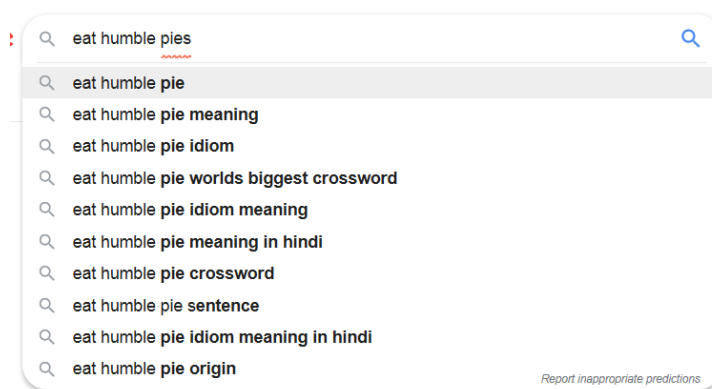 eat humble pies
eat humble pie
eat humble pie meaning
eat humble pie idiom
eat humble pie worlds biggest crossword
eat humble pie idiom meaning
eat humble pie meaning in hindi
eat humble pie crossword
eat humble pie sentence
eat humble pie idiom meaning in hindi
eat humble pie origin
Report inappropriate predictions